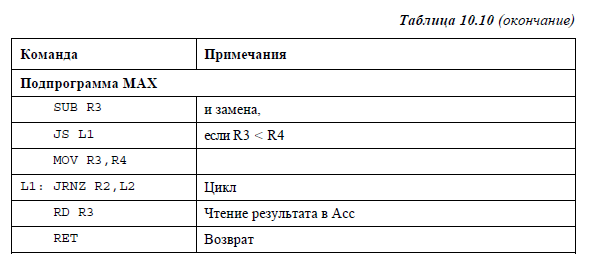 Таблица 10.10 (окончание)
Команда Примечания
Подпрограмма MAX
SUB R3 и замена,
JS L1 если R3 < R4
MOV R3,R4
L1: JRNZ R2,L2 Цикл
RD R3 Чтение результата в Acc
RET Возврат